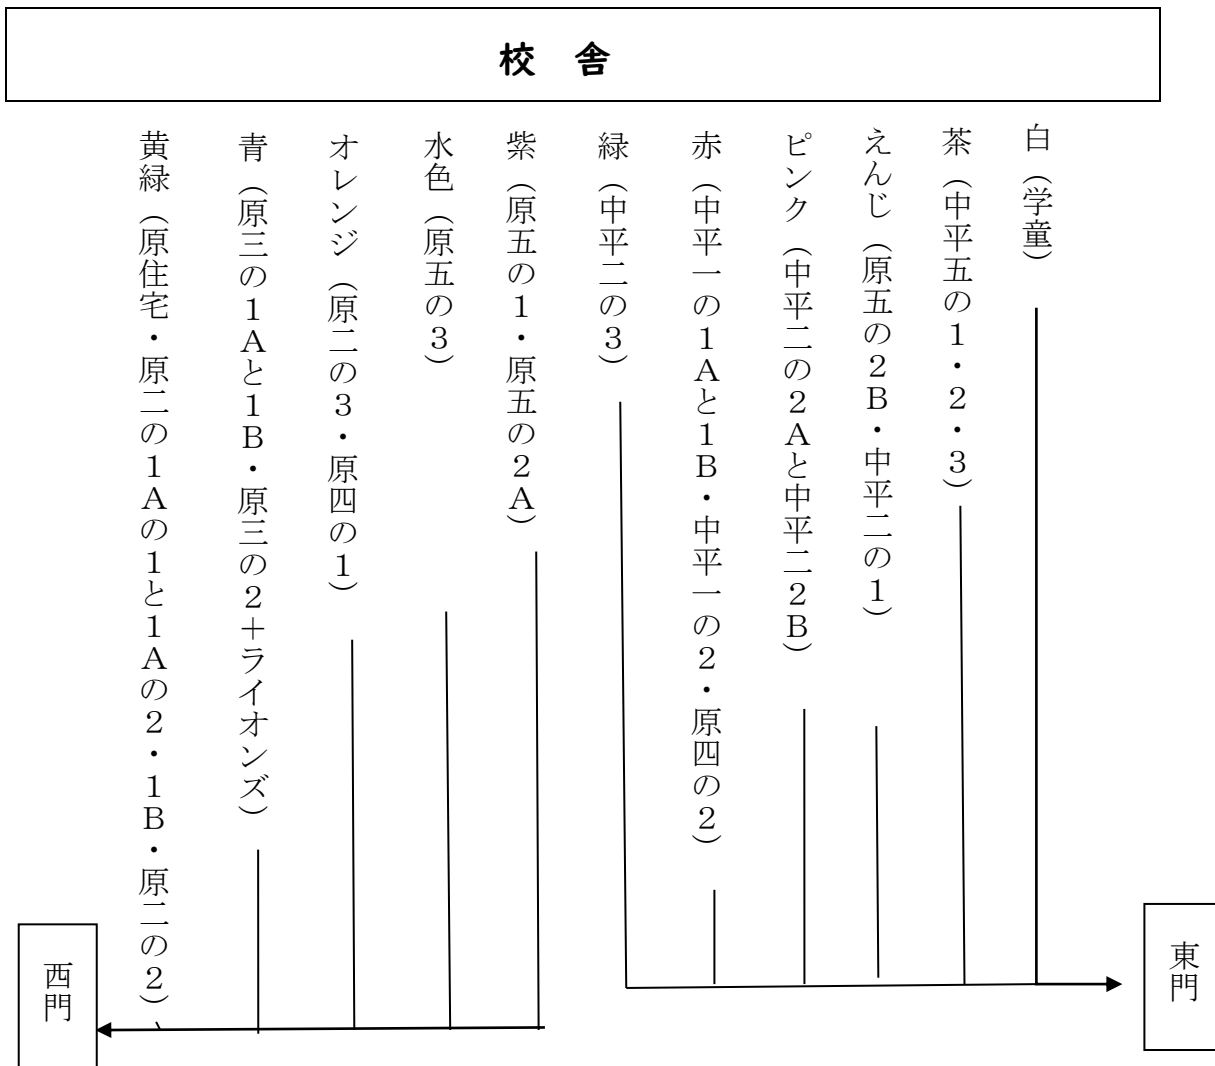 校　舎
白（学童）
茶（中平五の１・２・３）
えんじ（原五の２Ｂ・中平二の１）
ピンク（中平二の２Ａと中平二２Ｂ）
赤（中平一の１Ａと１Ｂ・中平一の２・原四の２）
緑（中平二の３）
紫（原五の１・原五の２Ａ）
水色（原五の３）
オレンジ（原二の３・原四の１）
青（原三の１Ａと１Ｂ・原三の２＋ライオンズ）
黄緑（原住宅・原二の１Ａの１と１Ａの２・１Ｂ・原二の２）
東門
西門